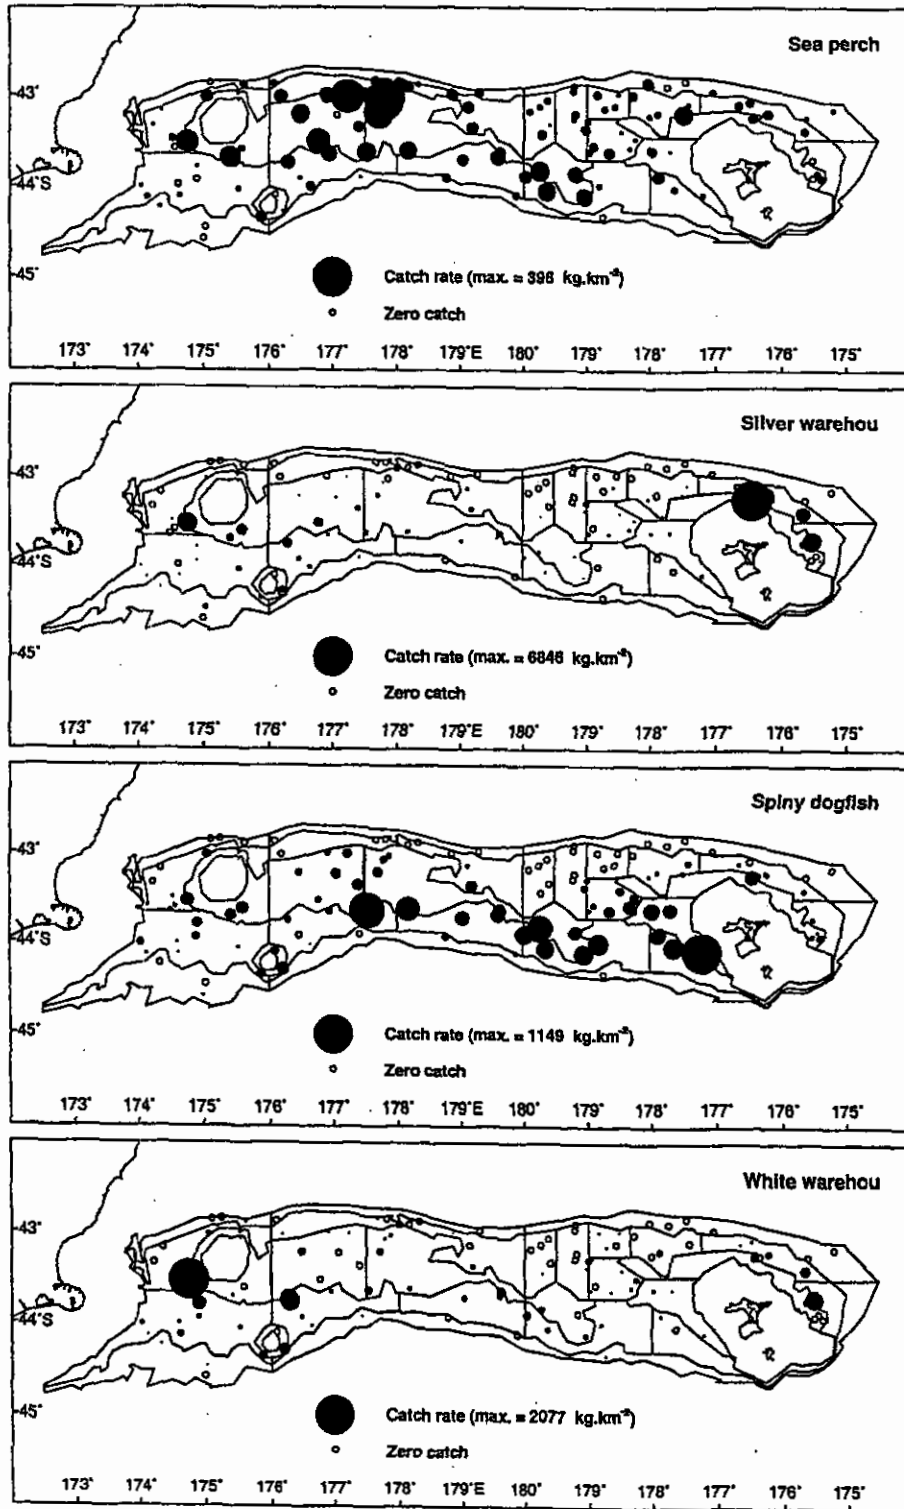 Sea perch
43°
44°S
45°
Catch rate (max. = 396 kg.km⁻²)
Zero catch
173° 174° 175° 176° 177° 178° 179°E 180° 179° 178° 177° 176° 175°
Silver warehou
43°
44°S
45°
Catch rate (max. = 6846 kg.km⁻²)
Zero catch
173° 174° 175° 176° 177° 178° 179°E 180° 179° 178° 177° 176° 175°
Spiny dogfish
43°
44°S
45°
Catch rate (max. = 1149 kg.km⁻²)
Zero catch
173° 174° 175° 176° 177° 178° 179°E 180° 179° 178° 177° 176° 175°
White warehou
43°
44°S
45°
Catch rate (max. = 2077 kg.km⁻²)
Zero catch
173° 174° 175° 176° 177° 178° 179°E 180° 179° 178° 177° 176° 175°